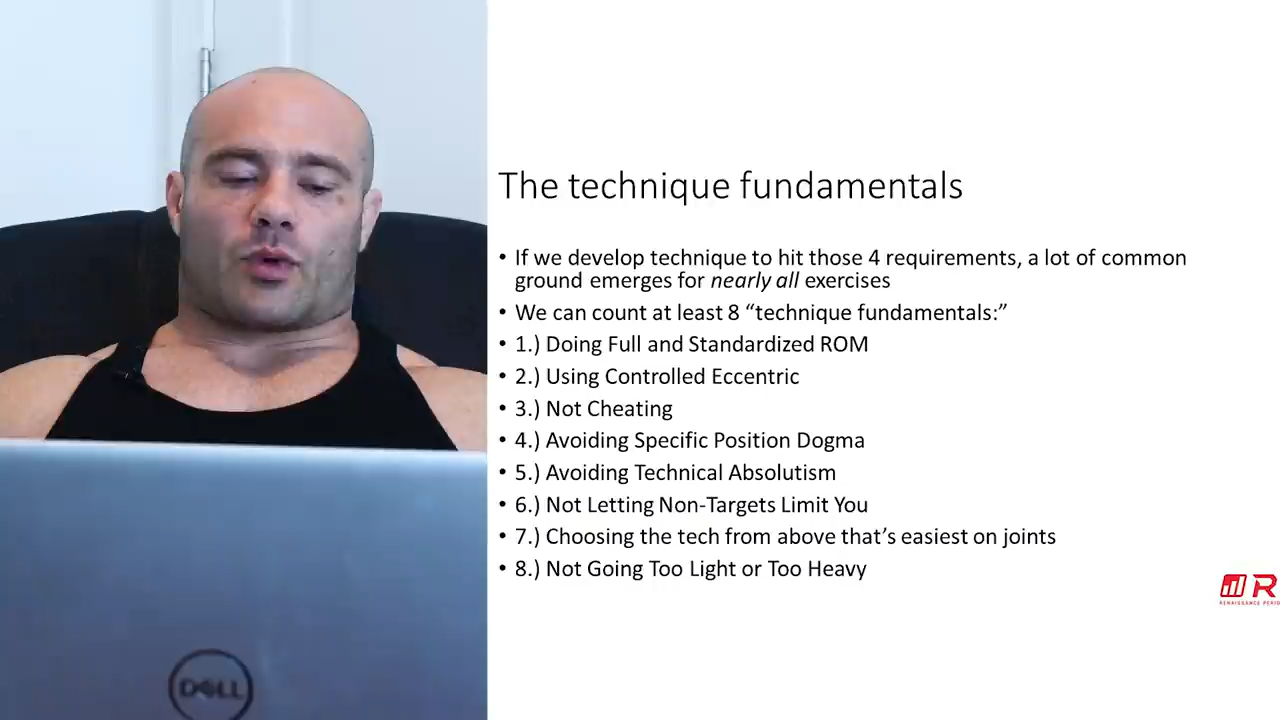 The technique fundamentals
• If we develop technique to hit those 4 requirements, a lot of common
ground emerges for nearly all exercises
• We can count at least 8 “technique fundamentals:”
• 1.) Doing Full and Standardized ROM
• 2.) Using Controlled Eccentric
• 3.) Not Cheating
• 4.) Avoiding Specific Position Dogma
• 5.) Avoiding Technical Absolutism
• 6.) Not Letting Non-Targets Limit You
• 7.) Choosing the tech from above that’s easiest on joints
• 8.) Not Going Too Light or Too Heavy
R
RENAISSANCE PERIO
DELL